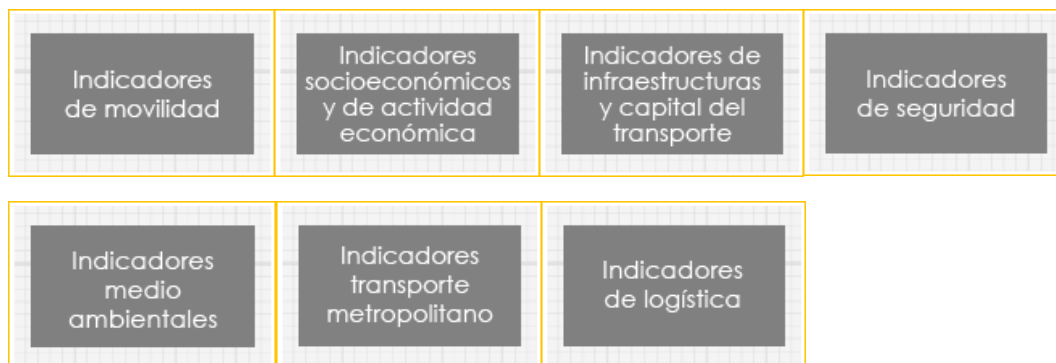 Indicadores
de movilidad
Indicadores
socioeconómicos
y de actividad
económica
Indicadores de
infraestructuras
y capital del
transporte
Indicadores
de seguridad
Indicadores
medio
ambientales
Indicadores
transporte
metropolitano
Indicadores
de logística